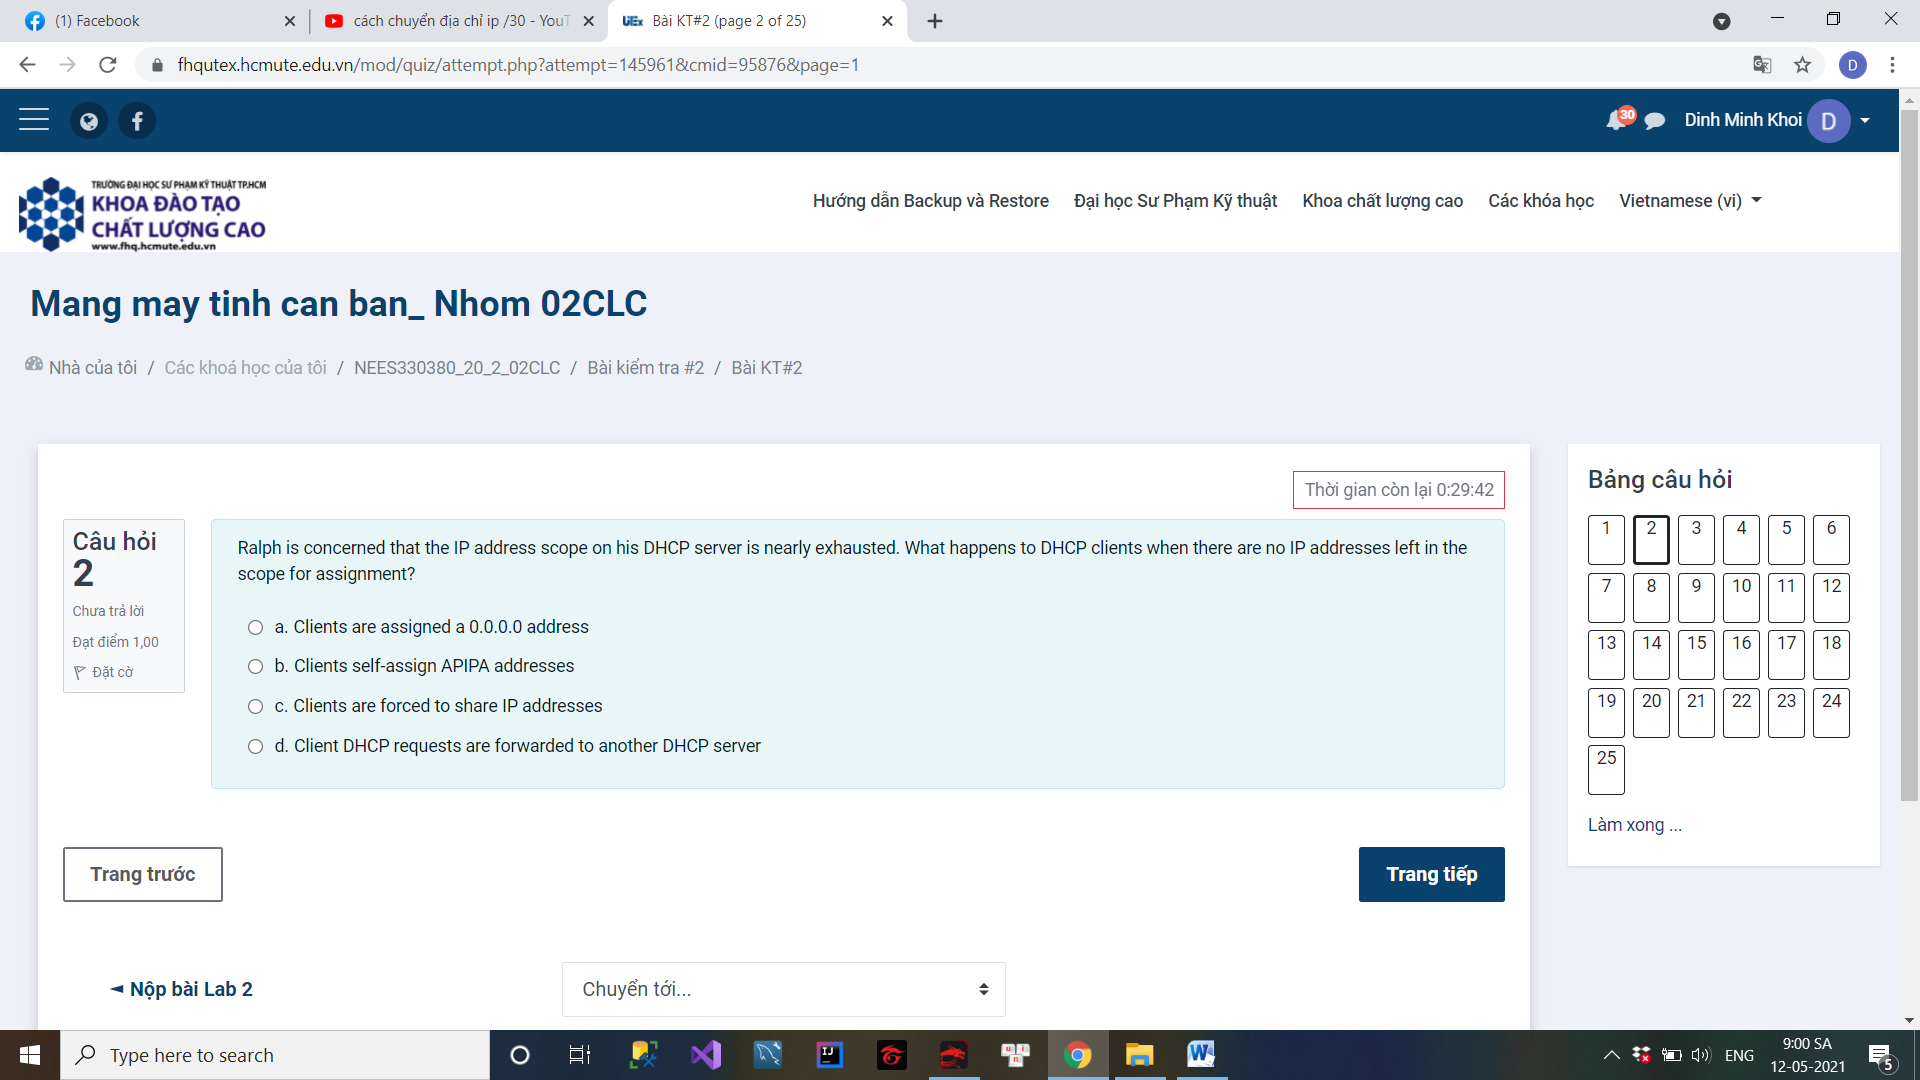 (1) Facebook
cách chuyển địa chỉ ip /30 - YouT
UTEx Bài KT#2 (page 2 of 25)
fhqutex.hcmute.edu.vn/mod/quiz/attempt.php?attempt=145961&cmid=95876&page=1
D
30
Dinh Minh Khoi
D
TRƯỜNG ĐẠI HỌC SƯ PHẠM KỸ THUẬT TP.HCM
KHOA ĐÀO TẠO
CHẤT LƯỢNG CAO
www.fhq.hcmute.edu.vn
Hướng dẫn Backup và Restore
Đại học Sư Phạm Kỹ thuật
Khoa chất lượng cao
Các khóa học
Vietnamese (vi)
Mang may tinh can ban_ Nhom 02CLC
Nhà của tôi / Các khoá học của tôi / NEES330380_20_2_02CLC / Bài kiểm tra #2 / Bài KT#2
Thời gian còn lại 0:29:42
Câu hỏi
2
Chưa trả lời
Đạt điểm 1,00
Đặt cờ
Ralph is concerned that the IP address scope on his DHCP server is nearly exhausted. What happens to DHCP clients when there are no IP addresses left in the
scope for assignment?
a. Clients are assigned a 0.0.0.0 address
b. Clients self-assign APIPA addresses
c. Clients are forced to share IP addresses
d. Client DHCP requests are forwarded to another DHCP server
Trang trước
Trang tiếp
Bảng câu hỏi
1 2 3 4 5 6
7 8 9 10 11 12
13 14 15 16 17 18
19 20 21 22 23 24
25
Làm xong ...
◄ Nộp bài Lab 2
Chuyển tới...
Type here to search
IJ
ENG
9:00 SA
12-05-2021
5